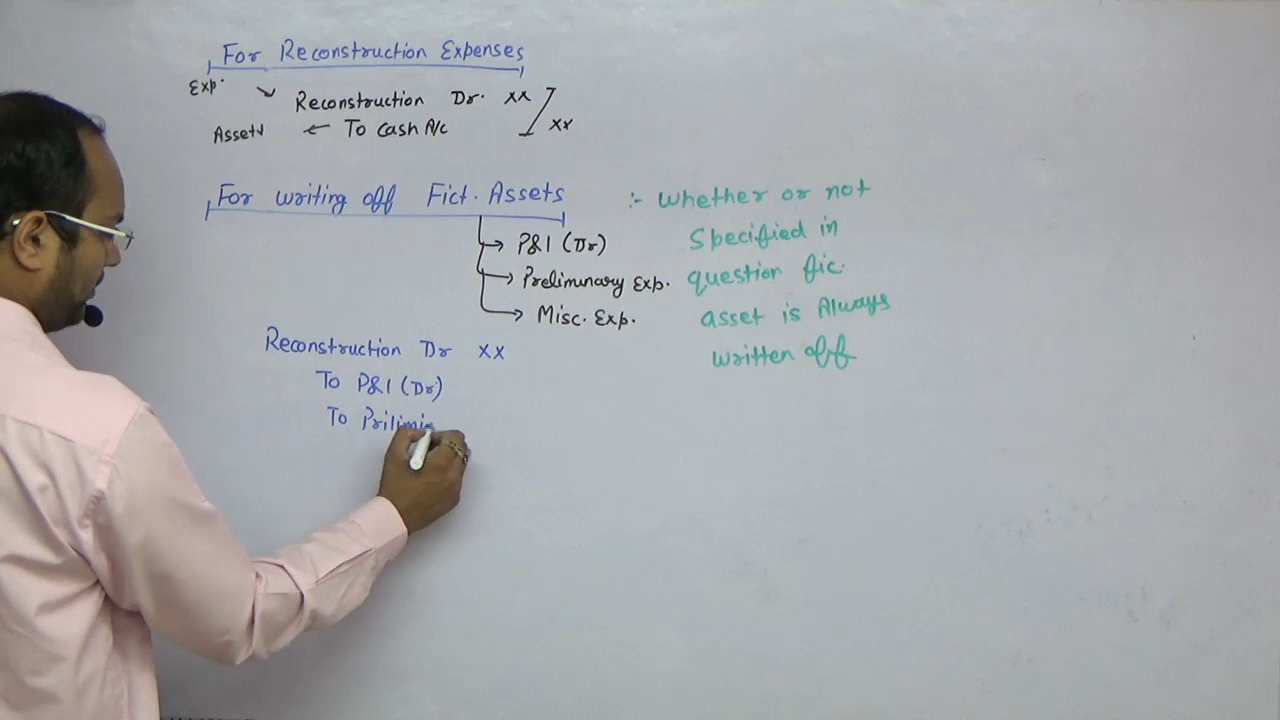 For Reconstruction Expenses
Exp.
Reconstruction Dr. xx
xx
Assets ← To Cash A/c
For writing off Fict. Assets
→ P&l (Dr)
→ Preliminary Exp.
→ Misc. Exp.
:- Whether or not
Specified in
question fic.
asset is Always
written off
Reconstruction Dr xx
To P&l (Dr)
To Prilimi